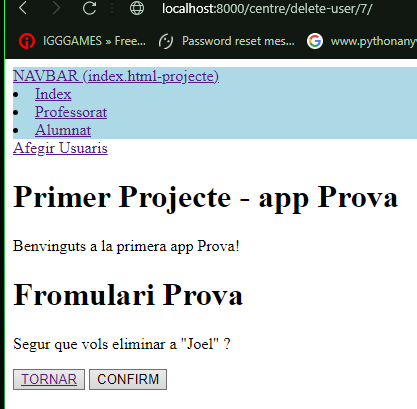 localhost:8000/centre/delete-user/7/
IGGGAMES » Free... Password reset mes... www.pythonany
NAVBAR (index.html-projecte)
Index
Professorat
Alumnat
Afegir Usuaris
Primer Projecte - app Prova
Benvinguts a la primera app Prova!
Fromulari Prova
Segur que vols eliminar a "Joel" ?
TORNAR CONFIRM